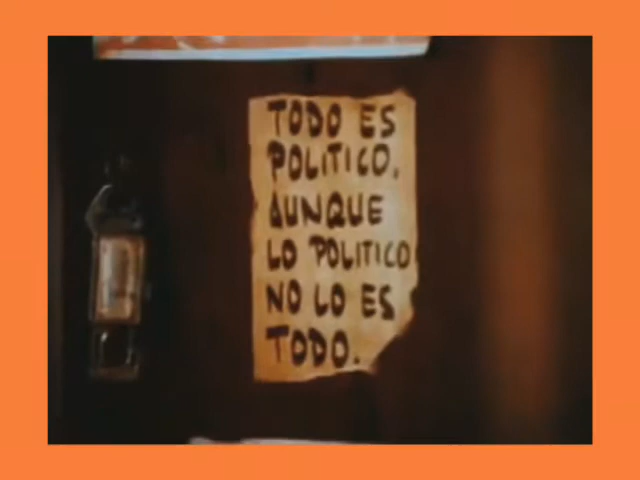 TODO ES
POLITICO,
AUNQUE
LO POLITICO
NO LO ES
TODO.